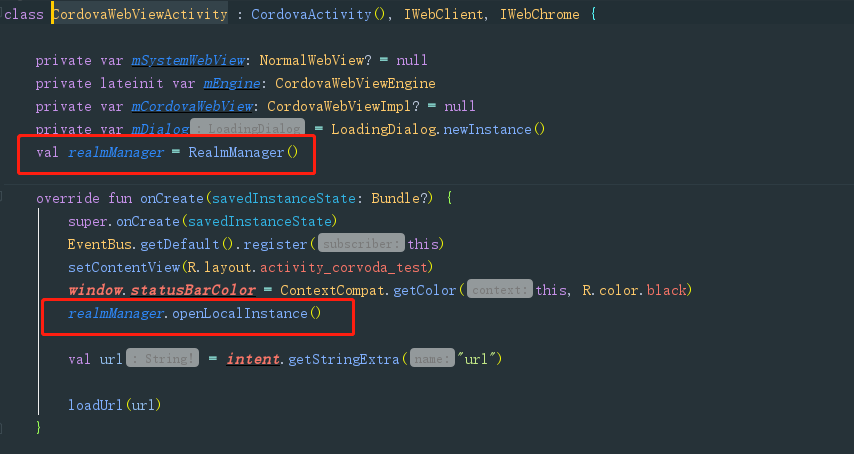 class CordovaWebViewActivity : CordovaActivity(), IWebClient, IWebChrome {
private var mSystemWebView: NormalWebView? = null
private lateinit var mEngine: CordovaWebViewEngine
private var mCordovaWebView: CordovaWebViewImpl? = null
private var mDialog : LoadingDialog = LoadingDialog.newInstance()
val realmManager = RealmManager()
override fun onCreate(savedInstanceState: Bundle?) {
super.onCreate(savedInstanceState)
EventBus.getDefault().register( subscriber: this)
setContentView(R.layout.activity_corvoda_test)
window.statusBarColor = ContextCompat.getColor( context: this, R.color.black)
realmManager.openLocalInstance()
val url : String! = intent.getStringExtra( name: "url")
loadUrl(url)
}